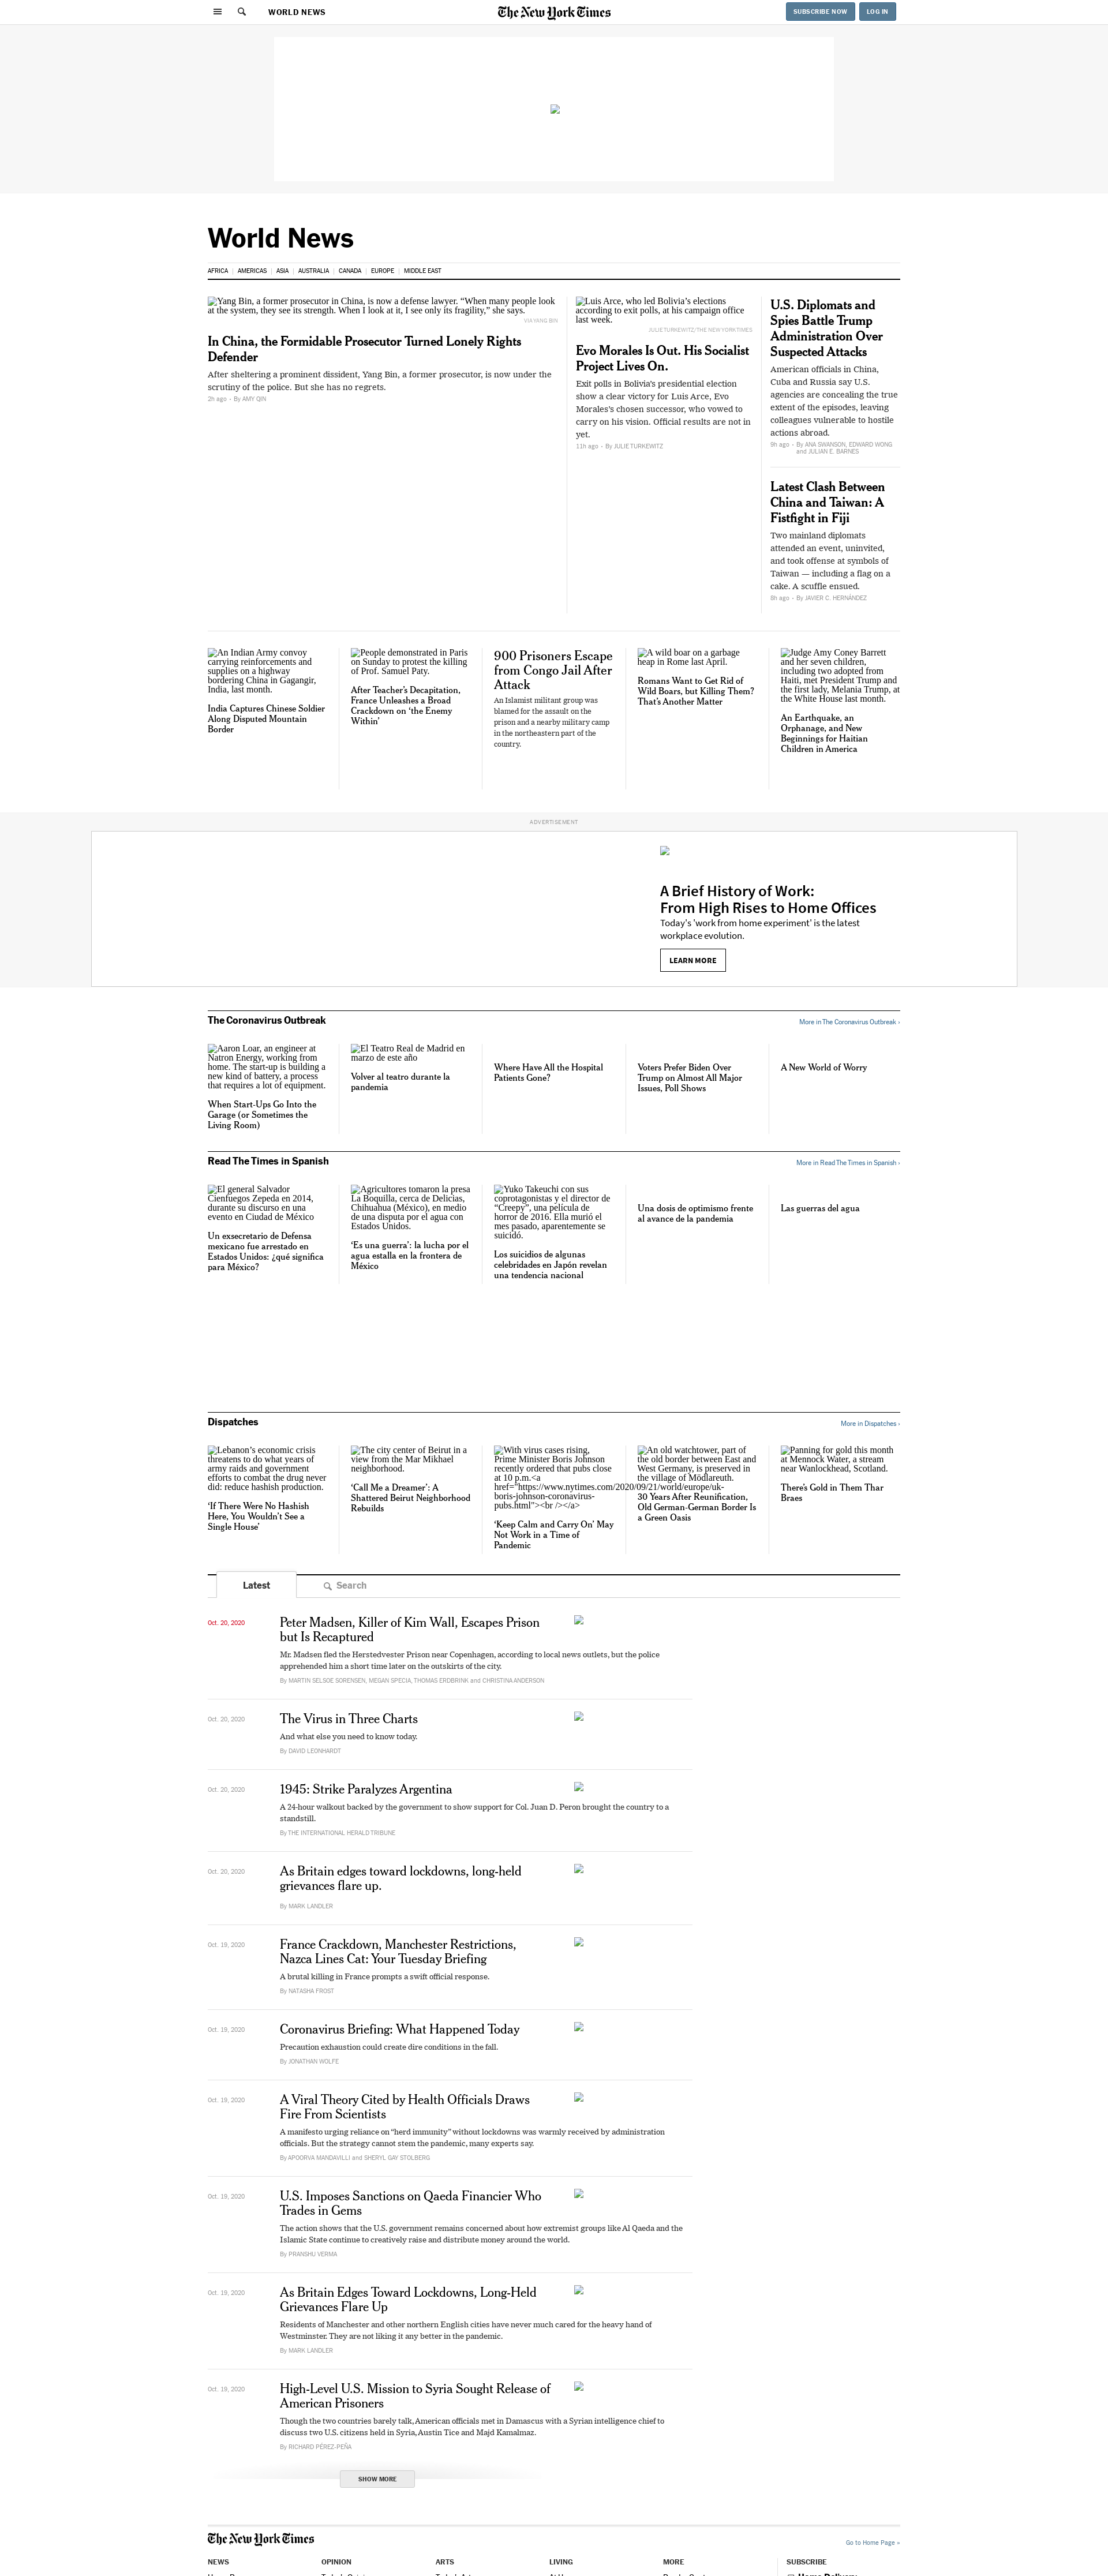 WORLD NEWS
The New York Times
SUBSCRIBE NOW
LOG IN
World News
AFRICA
AMERICAS
ASIA
AUSTRALIA
CANADA
EUROPE
MIDDLE EAST
Yang Bin, a former prosecutor in China, is now a defense lawyer. “When many people look
at the system, they see its strength. When I look at it, I see only its fragility,” she says.
VIA YANG BIN
In China, the Formidable Prosecutor Turned Lonely Rights
Defender
After sheltering a prominent dissident, Yang Bin, a former prosecutor, is now under the
scrutiny of the police. But she has no regrets.
2h ago - By AMY QIN
Luis Arce, who led Bolivia’s elections
according to exit polls, at his campaign office
last week.
JULIE TURKEWITZ/THE NEW YORK TIMES
Evo Morales Is Out. His Socialist
Project Lives On.
Exit polls in Bolivia’s presidential election
show a clear victory for Luis Arce, Evo
Morales’s chosen successor, who vowed to
carry on his vision. Official results are not in
yet.
11h ago - By JULIE TURKEWITZ
U.S. Diplomats and
Spies Battle Trump
Administration Over
Suspected Attacks
American officials in China,
Cuba and Russia say U.S.
agencies are concealing the true
extent of the episodes, leaving
colleagues vulnerable to hostile
actions abroad.
9h ago - By ANA SWANSON, EDWARD WONG
and JULIAN E. BARNES
Latest Clash Between
China and Taiwan: A
Fistfight in Fiji
Two mainland diplomats
attended an event, uninvited,
and took offense at symbols of
Taiwan — including a flag on a
cake. A scuffle ensued.
8h ago - By JAVIER C. HERNÁNDEZ
An Indian Army convoy
carrying reinforcements and
supplies on a highway
bordering China in Gagangir,
India, last month.
India Captures Chinese Soldier
Along Disputed Mountain
Border
People demonstrated in Paris
on Sunday to protest the killing
of Prof. Samuel Paty.
After Teacher’s Decapitation,
France Unleashes a Broad
Crackdown on ‘the Enemy
Within’
900 Prisoners Escape
from Congo Jail After
Attack
An Islamist militant group was
blamed for the assault on the
prison and a nearby military camp
in the northeastern part of the
country.
A wild boar on a garbage
heap in Rome last April.
Romans Want to Get Rid of
Wild Boars, but Killing Them?
That’s Another Matter
Judge Amy Coney Barrett
and her seven children,
including two adopted from
Haiti, met President Trump and
the first lady, Melania Trump, at
the White House last month.
An Earthquake, an
Orphanage, and New
Beginnings for Haitian
Children in America
ADVERTISEMENT
A Brief History of Work:
From High Rises to Home Offices
Today's 'work from home experiment' is the latest
workplace evolution.
LEARN MORE
The Coronavirus Outbreak
More in The Coronavirus Outbreak ›
Aaron Loar, an engineer at
Natron Energy, working from
home. The start-up is building a
new kind of battery, a process
that requires a lot of equipment.
When Start-Ups Go Into the
Garage (or Sometimes the
Living Room)
El Teatro Real de Madrid en
marzo de este año
Volver al teatro durante la
pandemia
Where Have All the Hospital
Patients Gone?
Voters Prefer Biden Over
Trump on Almost All Major
Issues, Poll Shows
A New World of Worry
Read The Times in Spanish
More in Read The Times in Spanish ›
El general Salvador
Cienfuegos Zepeda en 2014,
durante su discurso en una
evento en Ciudad de México
Un exsecretario de Defensa
mexicano fue arrestado en
Estados Unidos: ¿qué significa
para México?
Agricultores tomaron la presa
La Boquilla, cerca de Delicias,
Chihuahua (México), en medio
de una disputa por el agua con
Estados Unidos.
‘Es una guerra’: la lucha por el
agua estalla en la frontera de
México
Yuko Takeuchi con sus
coprotagonistas y el director de
“Creepy”, una película de
horror de 2016. Ella murió el
mes pasado, aparentemente se
suicidó.
Los suicidios de algunas
celebridades en Japón revelan
una tendencia nacional
Una dosis de optimismo frente
al avance de la pandemia
Las guerras del agua
Dispatches
More in Dispatches ›
Lebanon’s economic crisis
threatens to do what years of
army raids and government
efforts to combat the drug never
did: reduce hashish production.
‘If There Were No Hashish
Here, You Wouldn’t See a
Single House’
The city center of Beirut in a
view from the Mar Mikhael
neighborhood.
‘Call Me a Dreamer’: A
Shattered Beirut Neighborhood
Rebuilds
With virus cases rising,
Prime Minister Boris Johnson
recently ordered that pubs close
at 10 p.m.<a
href="https://www.nytimes.com/2020/09/21/world/europe/uk-
boris-johnson-coronavirus-
pubs.html"><br /></a>
‘Keep Calm and Carry On’ May
Not Work in a Time of
Pandemic
An old watchtower, part of
the old border between East and
West Germany, is preserved in
the village of Mödlareuth.
30 Years After Reunification,
Old German-German Border Is
a Green Oasis
Panning for gold this month
at Mennock Water, a stream
near Wanlockhead, Scotland.
There’s Gold in Them Thar
Braes
Latest
Search
Oct. 20, 2020
Peter Madsen, Killer of Kim Wall, Escapes Prison
but Is Recaptured
Mr. Madsen fled the Herstedvester Prison near Copenhagen, according to local news outlets, but the police
apprehended him a short time later on the outskirts of the city.
By MARTIN SELSOE SORENSEN, MEGAN SPECIA, THOMAS ERDBRINK and CHRISTINA ANDERSON
Oct. 20, 2020
The Virus in Three Charts
And what else you need to know today.
By DAVID LEONHARDT
Oct. 20, 2020
1945: Strike Paralyzes Argentina
A 24-hour walkout backed by the government to show support for Col. Juan D. Peron brought the country to a
standstill.
By THE INTERNATIONAL HERALD TRIBUNE
Oct. 20, 2020
As Britain edges toward lockdowns, long-held
grievances flare up.
By MARK LANDLER
Oct. 19, 2020
France Crackdown, Manchester Restrictions,
Nazca Lines Cat: Your Tuesday Briefing
A brutal killing in France prompts a swift official response.
By NATASHA FROST
Oct. 19, 2020
Coronavirus Briefing: What Happened Today
Precaution exhaustion could create dire conditions in the fall.
By JONATHAN WOLFE
Oct. 19, 2020
A Viral Theory Cited by Health Officials Draws
Fire From Scientists
A manifesto urging reliance on “herd immunity” without lockdowns was warmly received by administration
officials. But the strategy cannot stem the pandemic, many experts say.
By APOORVA MANDAVILLI and SHERYL GAY STOLBERG
Oct. 19, 2020
U.S. Imposes Sanctions on Qaeda Financier Who
Trades in Gems
The action shows that the U.S. government remains concerned about how extremist groups like Al Qaeda and the
Islamic State continue to creatively raise and distribute money around the world.
By PRANSHU VERMA
Oct. 19, 2020
As Britain Edges Toward Lockdowns, Long-Held
Grievances Flare Up
Residents of Manchester and other northern English cities have never much cared for the heavy hand of
Westminster. They are not liking it any better in the pandemic.
By MARK LANDLER
Oct. 19, 2020
High-Level U.S. Mission to Syria Sought Release of
American Prisoners
Though the two countries barely talk, American officials met in Damascus with a Syrian intelligence chief to
discuss two U.S. citizens held in Syria, Austin Tice and Majd Kamalmaz.
By RICHARD PÉREZ-PEÑA
SHOW MORE
The New York Times
Go to Home Page »
NEWS
OPINION
ARTS
LIVING
MORE
SUBSCRIBE